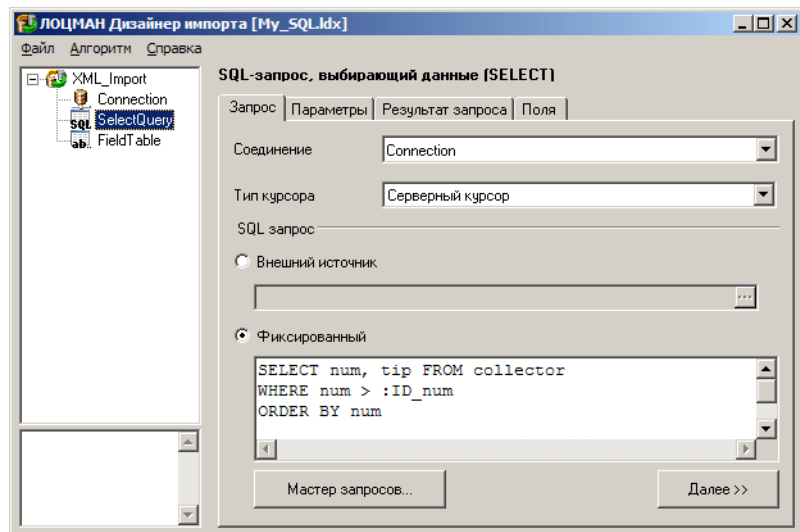 ЛОЦМАН Дизайнер импорта [My_SQL.ldx]
Файл Алгоритм Справка
XML_Import
Connection
SelectQuery
FieldTable
SQL-запрос, выбирающий данные (SELECT)
Запрос Параметры Результат запроса Поля
Соединение Connection
Тип курсора Серверный курсор
SQL запрос
Внешний источник
...
Фиксированный
SELECT num, tip FROM collector
WHERE num > :ID_num
ORDER BY num
Мастер запросов... Далее >>